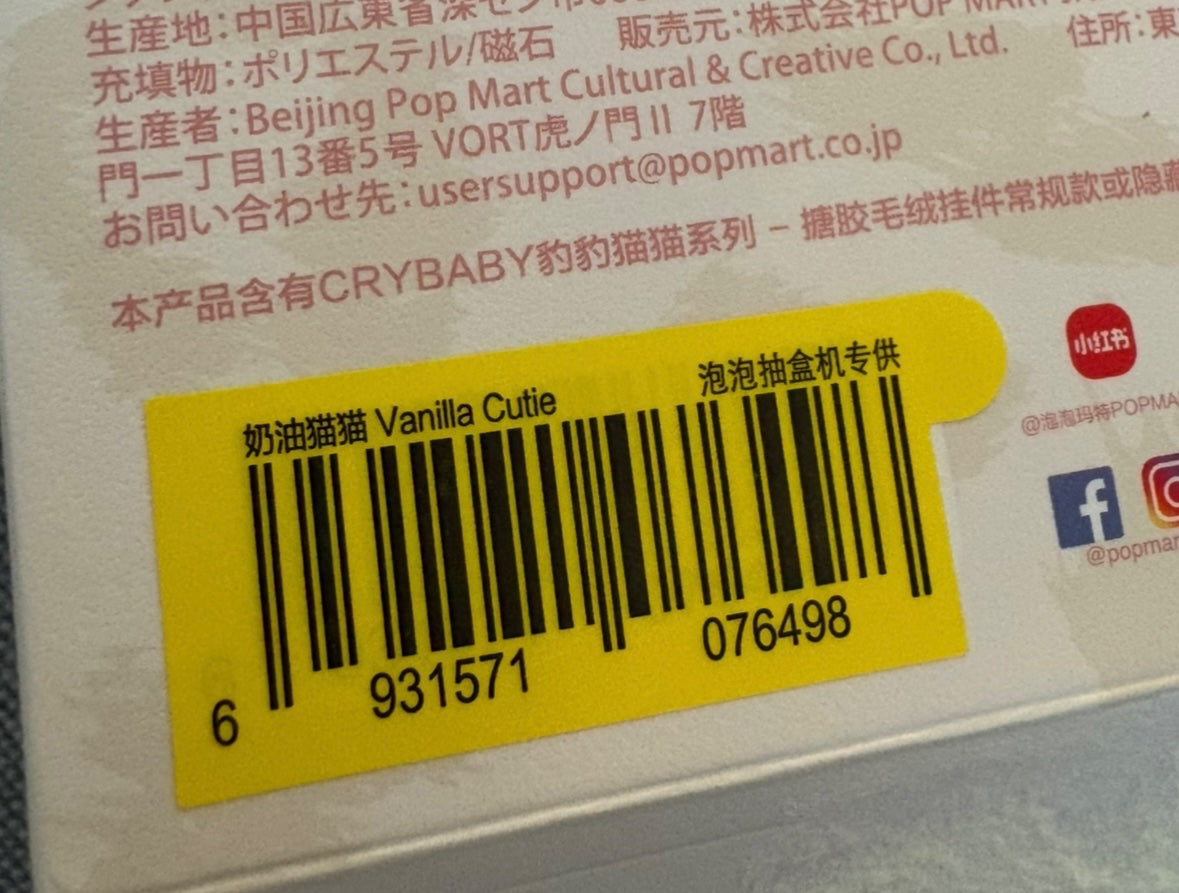 生産地：中国広東省深セン市
充填物：ポリエステル/磁石 販売元：株式会社POP MART
生産者：Beijing Pop Mart Cultural & Creative Co., Ltd. 住所：東
門一丁目13番5号 VORT虎ノ門II 7階
お問い合わせ先：usersupport@popmart.co.jp
本产品含有CRYBABY豹豹猫猫系列 - 搪胶毛绒挂件常规款或隐藏
奶油猫猫 Vanilla Cutie 泡泡抽盒机专供
6 931571 076498
小红书
@泡泡玛特POPMA
f
@popmar